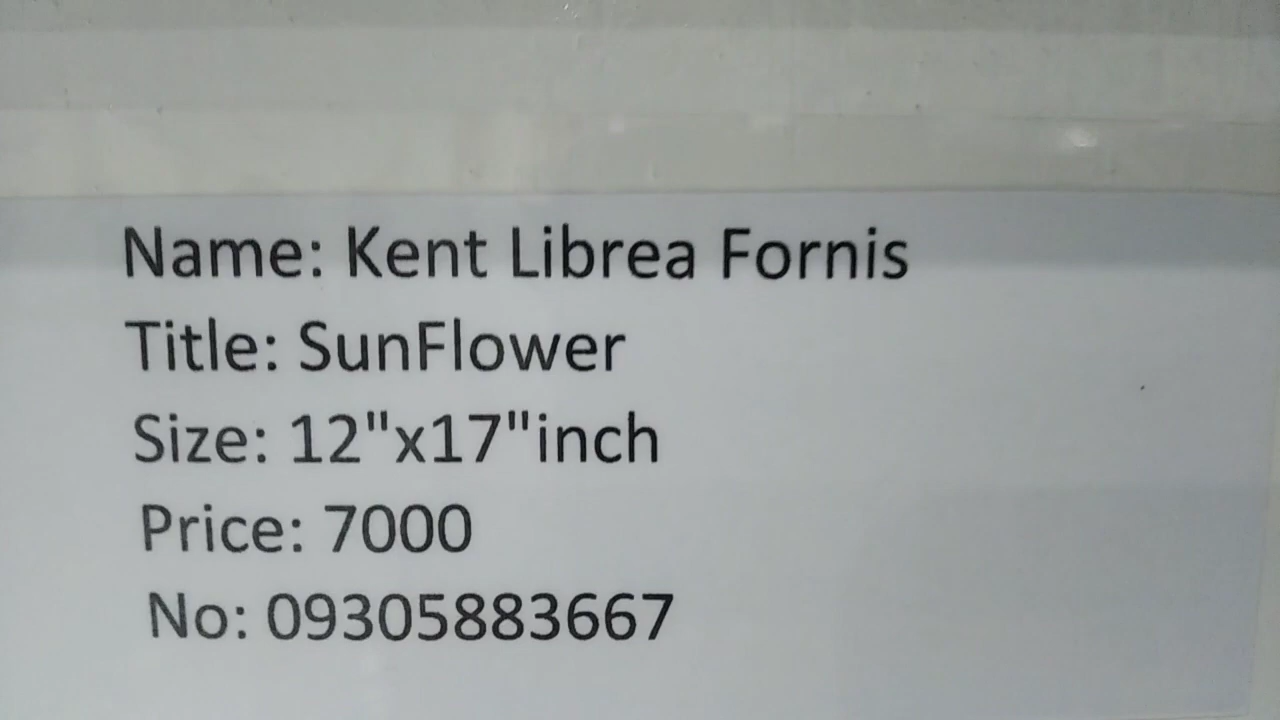 Name: Kent Librea Fornis
Title: SunFlower
Size: 12"x17"inch
Price: 7000
No: 09305883667